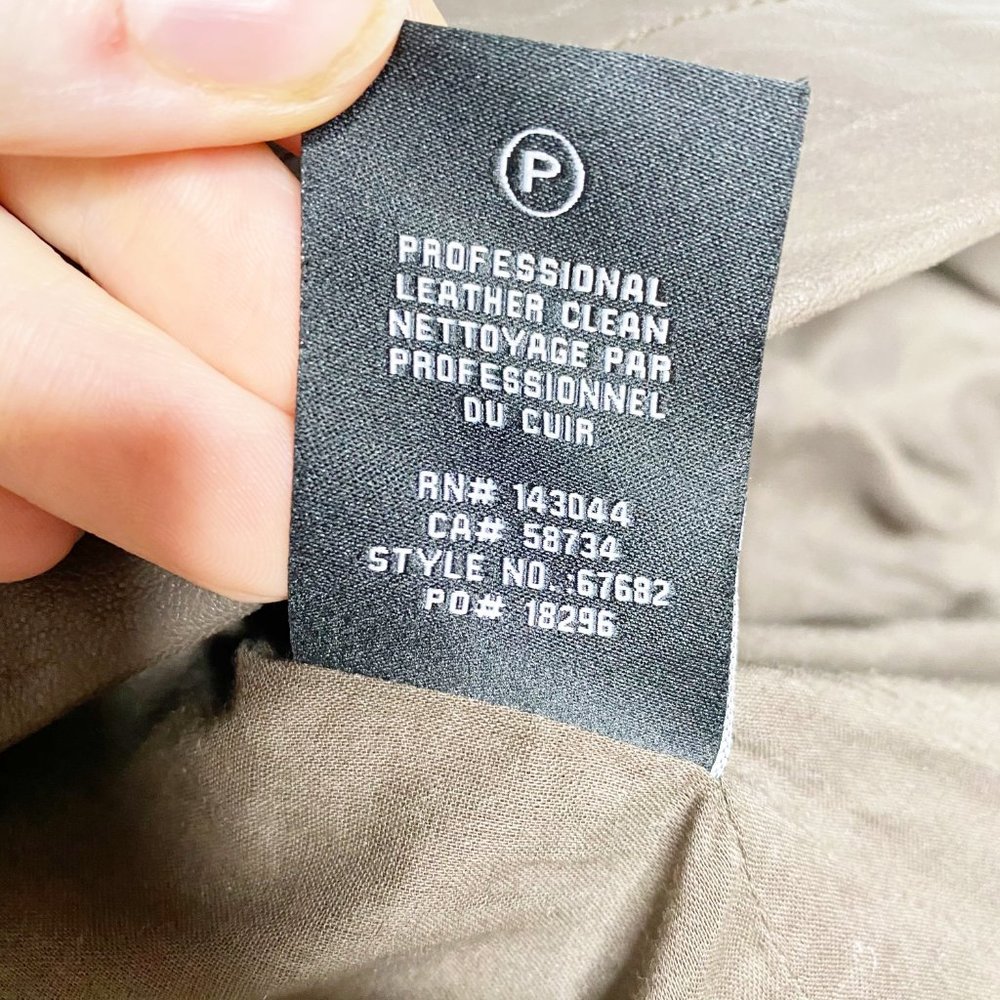 P
PROFESSIONAL
LEATHER CLEAN
NETTOYAGE PAR
PROFESSIONNEL
DU CUIR
RN# 143044
CA# 58734
STYLE NO.:67682
PO# 18296